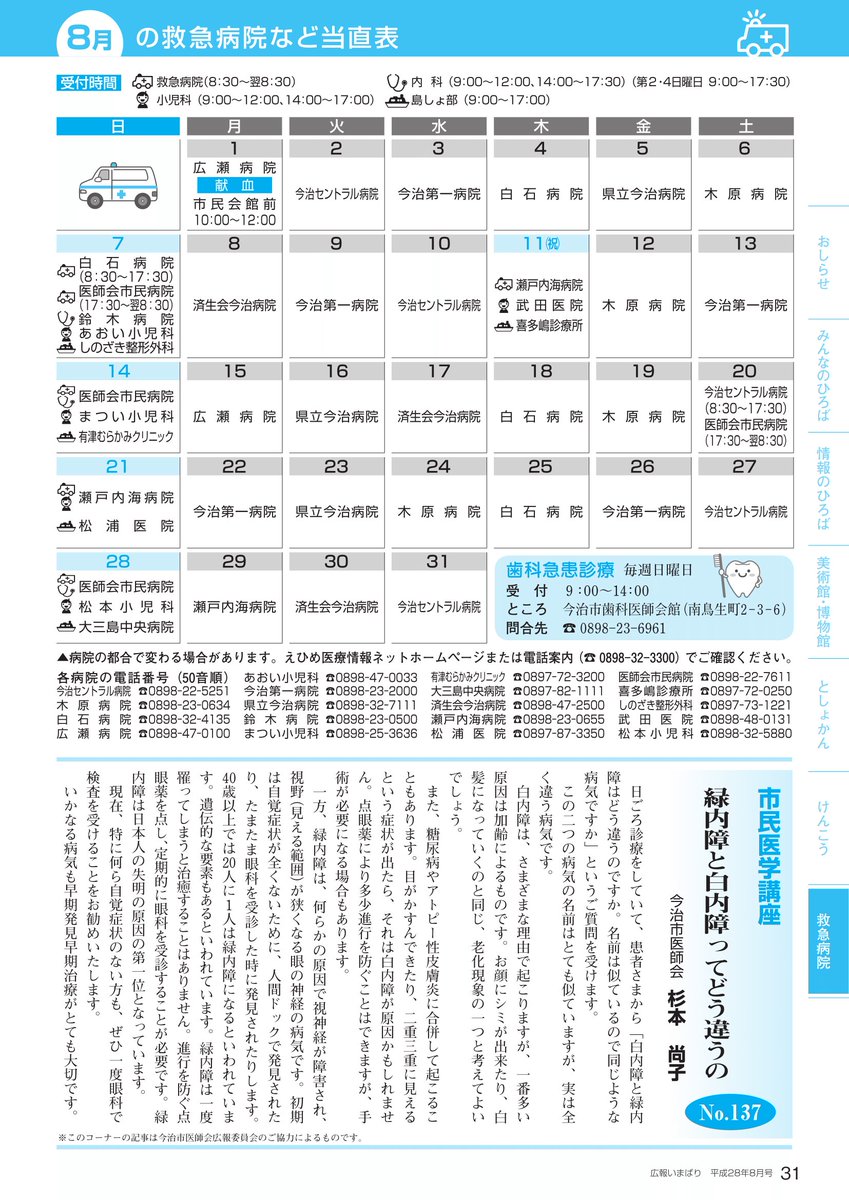 8月 の救急病院など当直表
受付時間
救急病院(8:30〜翌8:30)
内 科 (9:00〜12:00、14:00〜17:30) (第2・4日曜日 9:00〜17:30)
小児科 (9:00〜12:00、14:00〜17:00)
島しょ部 (9:00〜17:00)
日 月 火 水 木 金 土
1
広瀬病院
献血
市民会館前
10:00〜12:00
2
今治セントラル病院
3
今治第一病院
4
白石病院
5
県立今治病院
6
木原病院
7
白石病院
(8:30〜17:30)
医師会市民病院
(17:30〜翌8:30)
鈴木病院
あおい小児科
しのざき整形外科
8
済生会今治病院
9
今治第一病院
10
今治セントラル病院
11㈷
瀬戸内海病院
武田医院
喜多嶋診療所
12
木原病院
13
今治第一病院
14
医師会市民病院
まつい小児科
有津むらかみクリニック
15
広瀬病院
16
県立今治病院
17
済生会今治病院
18
白石病院
19
木原病院
20
今治セントラル病院
(8:30〜17:30)
医師会市民病院
(17:30〜翌8:30)
21
瀬戸内海病院
松浦医院
22
今治第一病院
23
県立今治病院
24
木原病院
25
白石病院
26
今治第一病院
27
今治セントラル病院
28
医師会市民病院
松本小児科
大三島中央病院
29
瀬戸内海病院
30
済生会今治病院
31
今治セントラル病院
歯科急患診療 毎週日曜日
受 付 9:00〜14:00
ところ 今治市歯科医師会館(南鳥生町2-3-6)
問合先 ☎0898-23-6961
▲病院の都合で変わる場合があります。えひめ医療情報ネットホームページまたは電話案内(☎0898-32-3300)でご確認ください。
各病院の電話番号(50音順) あおい小児科 ☎0898-47-0033 有津むらかみクリニック ☎0897-72-3200 医師会市民病院 ☎0898-22-7611
今治セントラル病院 ☎0898-22-5251 今治第一病院 ☎0898-23-2000 大三島中央病院 ☎0897-82-1111 喜多嶋診療所 ☎0897-72-0250
木原病院 ☎0898-23-0634 県立今治病院 ☎0898-32-7111 済生会今治病院 ☎0898-47-2500 しのざき整形外科 ☎0897-73-1221
白石病院 ☎0898-32-4135 鈴木病院 ☎0898-23-0500 瀬戸内海病院 ☎0898-23-0655 武田医院 ☎0898-48-0131
広瀬病院 ☎0898-47-0100 まつい小児科 ☎0898-25-3636 松浦医院 ☎0897-87-3350 松本小児科 ☎0898-32-5880
市民医学講座
緑内障と白内障ってどう違うの
今治市医師会 杉本 尚子
No.137
日ごろ診療をしていて、患者さまから「白内障と緑内
障はどう違うのですか。名前は似ているので同じような
病気ですか」というご質問を受けます。
この二つの病気の名前はとても似ていますが、実は全
く違う病気です。
白内障は、さまざまな理由で起こりますが、一番多い
原因は加齢によるものです。お顔にシミが出来たり、白
髪になっていくのと同じ、老化現象の一つと考えてよい
でしょう。
また、糖尿病やアトピー性皮膚炎に合併して起こるこ
ともあります。目がかすんできたり、二重三重に見える
という症状が出たら、それは白内障が原因かもしれませ
ん。点眼薬により多少進行を防ぐことはできますが、手
術が必要になる場合もあります。
一方、緑内障は、何らかの原因で視神経が障害され、
視野(見える範囲)が狭くなる眼の神経の病気です。初期
は自覚症状が全くないために、人間ドックで発見された
り、たまたま眼科を受診した時に発見されたりします。
40歳以上では20人に1人は緑内障になるといわれていま
す。遺伝的な要素もあるといわれています。緑内障は一度
罹ってしまうと治癒することはありません。進行を防ぐ点
眼薬を点し、定期的に眼科を受診することが必要です。緑
内障は日本人の失明の原因の第一位となっています。
現在、特に何ら自覚症状のない方も、ぜひ一度眼科で
検査を受けることをお勧めいたします。
いかなる病気も早期発見早期治療がとても大切です。
※このコーナーの記事は今治市医師会広報委員会のご協力によるものです。
おしらせ
みんなのひろば
情報のひろば
美術館・博物館
としょかん
けんこう
救急病院
広報いまばり 平成28年8月号 31